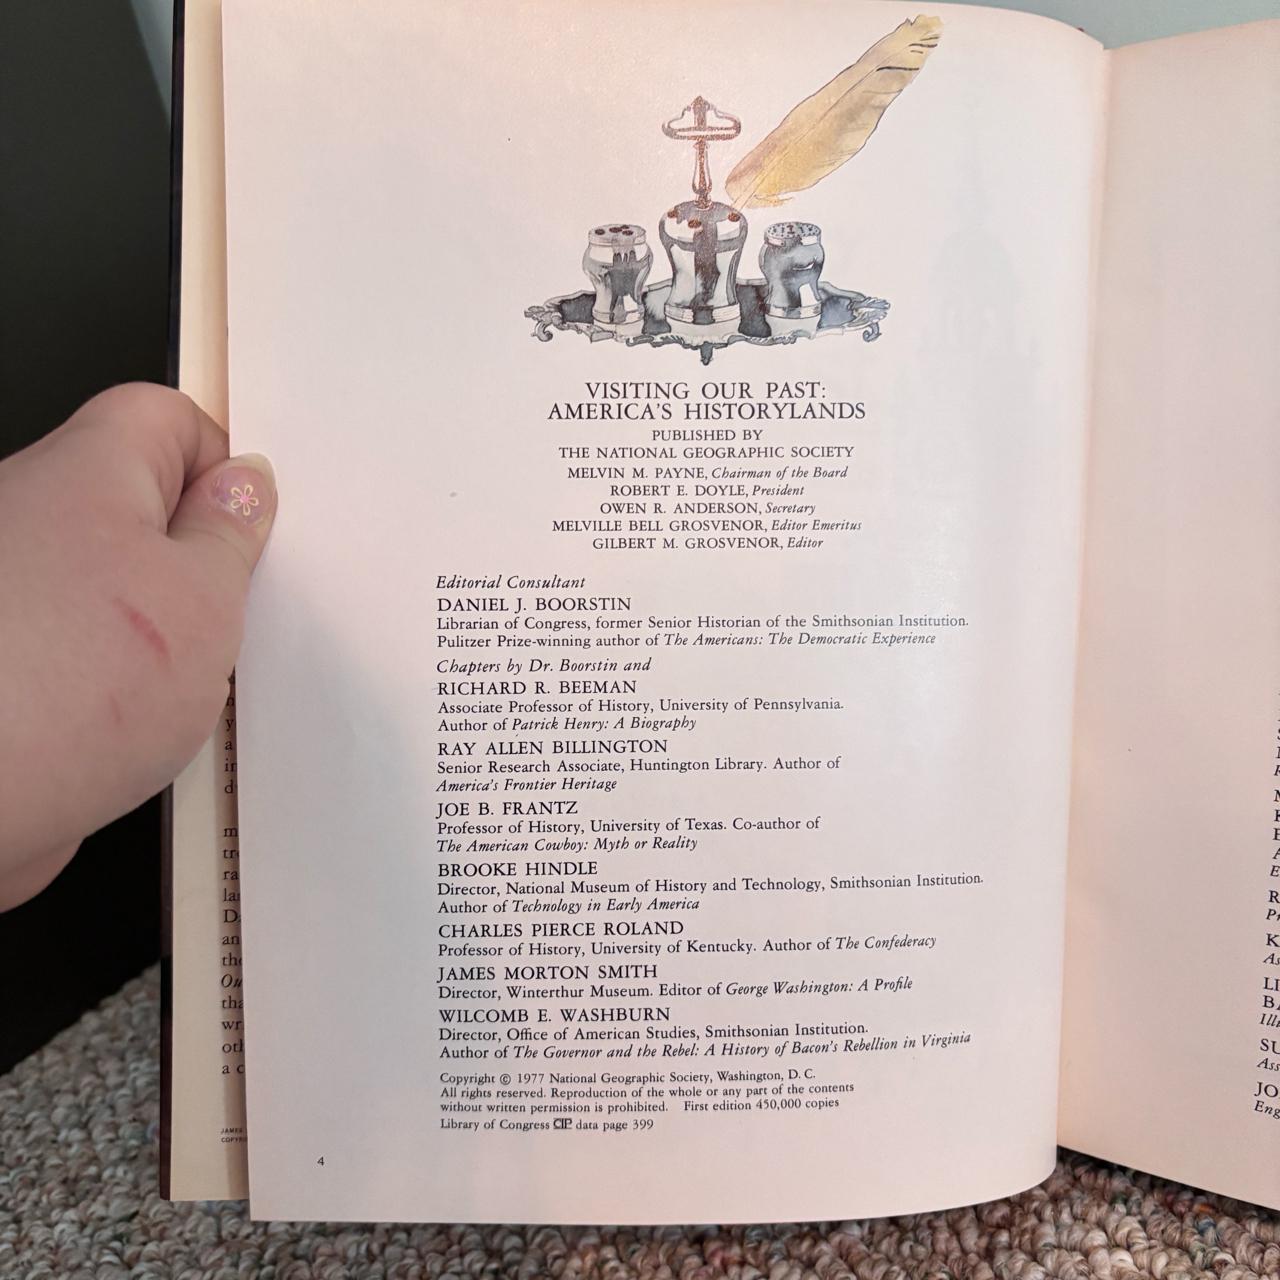 VISITING OUR PAST:
AMERICA'S HISTORYLANDS
PUBLISHED BY
THE NATIONAL GEOGRAPHIC SOCIETY
MELVIN M. PAYNE, Chairman of the Board
ROBERT E. DOYLE, President
OWEN R. ANDERSON, Secretary
MELVILLE BELL GROSVENOR, Editor Emeritus
GILBERT M. GROSVENOR, Editor
Editorial Consultant
DANIEL J. BOORSTIN
Librarian of Congress, former Senior Historian of the Smithsonian Institution.
Pulitzer Prize-winning author of The Americans: The Democratic Experience
Chapters by Dr. Boorstin and
RICHARD R. BEEMAN
Associate Professor of History, University of Pennsylvania.
Author of Patrick Henry: A Biography
RAY ALLEN BILLINGTON
Senior Research Associate, Huntington Library. Author of
America's Frontier Heritage
JOE B. FRANTZ
Professor of History, University of Texas. Co-author of
The American Cowboy: Myth or Reality
BROOKE HINDLE
Director, National Museum of History and Technology, Smithsonian Institution.
Author of Technology in Early America
CHARLES PIERCE ROLAND
Professor of History, University of Kentucky. Author of The Confederacy
JAMES MORTON SMITH
Director, Winterthur Museum. Editor of George Washington: A Profile
WILCOMB E. WASHBURN
Director, Office of American Studies, Smithsonian Institution.
Author of The Governor and the Rebel: A History of Bacon's Rebellion in Virginia
Copyright © 1977 National Geographic Society, Washington, D. C.
All rights reserved. Reproduction of the whole or any part of the contents
without written permission is prohibited. First edition 450,000 copies
Library of Congress CIP data page 399
4